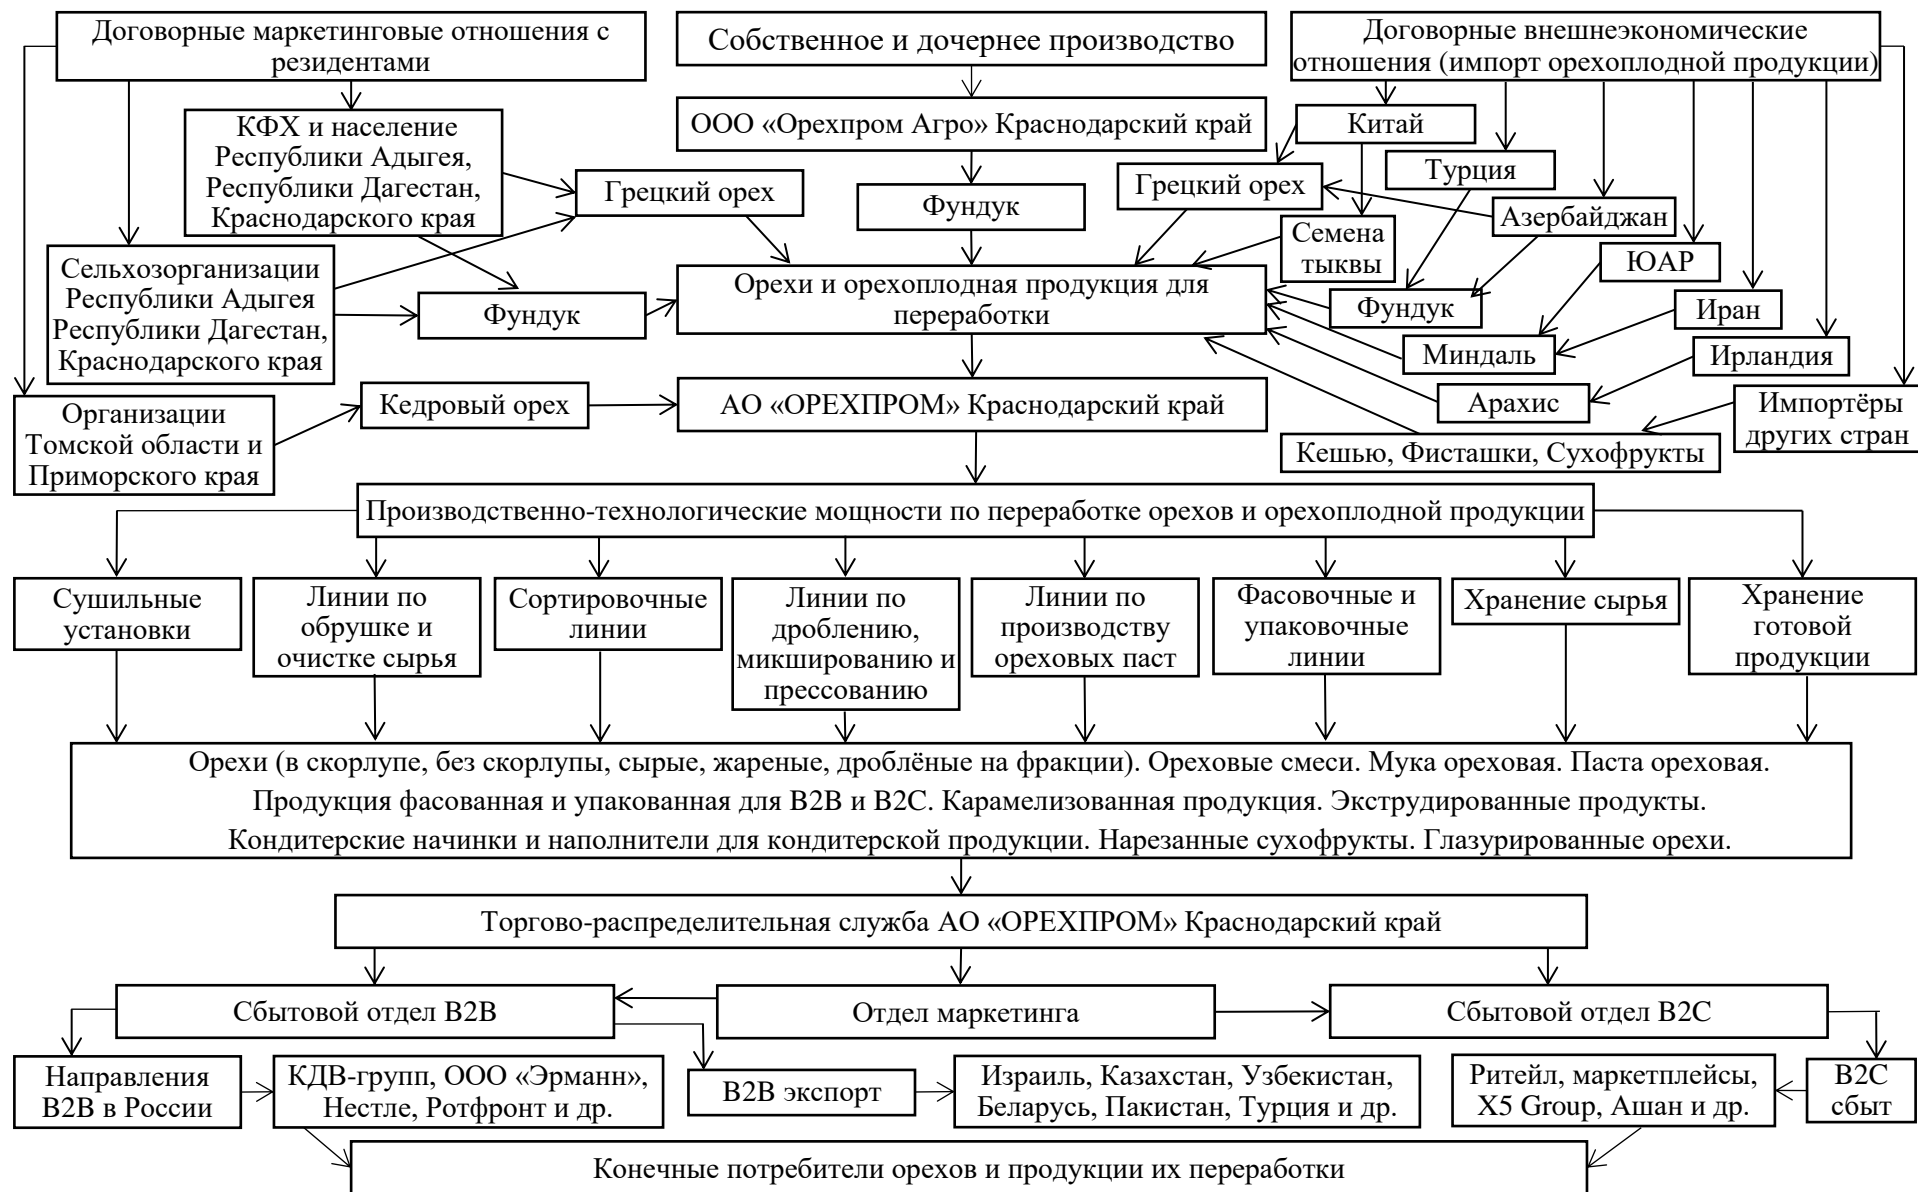 Договорные маркетинговые отношения с
резидентами
Собственное и дочернее производство
Договорные внешнеэкономические
отношения (импорт орехоплодной продукции)
КФХ и население
Республики Адыгея,
Республики Дагестан,
Краснодарского края
ООО «Орехпром Агро» Краснодарский край
Китай
Турция
Грецкий орех
Фундук
Грецкий орех
Азербайджан
Семена
тыквы
ЮАР
Сельхозорганизации
Республики Адыгея
Республики Дагестан,
Краснодарского края
Фундук
Орехи и орехоплодная продукция для
переработки
Фундук
Иран
Миндаль
Ирландия
Организации
Томской области и
Приморского края
Кедровый орех
АО «ОРЕХПРОМ» Краснодарский край
Арахис
Импортёры
других стран
Кешью, Фисташки, Сухофрукты
Производственно-технологические мощности по переработке орехов и орехоплодной продукции
Сушильные
установки
Линии по
обрушке и
очистке сырья
Сортировочные
линии
Линии по
дроблению,
микшированию и
прессованию
Линии по
производству
ореховых паст
Фасовочные и
упаковочные
линии
Хранение сырья
Хранение
готовой
продукции
Орехи (в скорлупе, без скорлупы, сырые, жареные, дроблёные на фракции). Ореховые смеси. Мука ореховая. Паста ореховая.
Продукция фасованная и упакованная для B2B и B2C. Карамелизованная продукция. Экструдированные продукты.
Кондитерские начинки и наполнители для кондитерской продукции. Нарезанные сухофрукты. Глазурированные орехи.
Торгово-распределительная служба АО «ОРЕХПРОМ» Краснодарский край
Сбытовой отдел B2B
Отдел маркетинга
Сбытовой отдел B2C
Направления
B2B в России
КДВ-групп, ООО «Эрманн»,
Нестле, Ротфронт и др.
B2B экспорт
Израиль, Казахстан, Узбекистан,
Беларусь, Пакистан, Турция и др.
Ритейл, маркетплейсы,
X5 Group, Ашан и др.
B2C
сбыт
Конечные потребители орехов и продукции их переработки